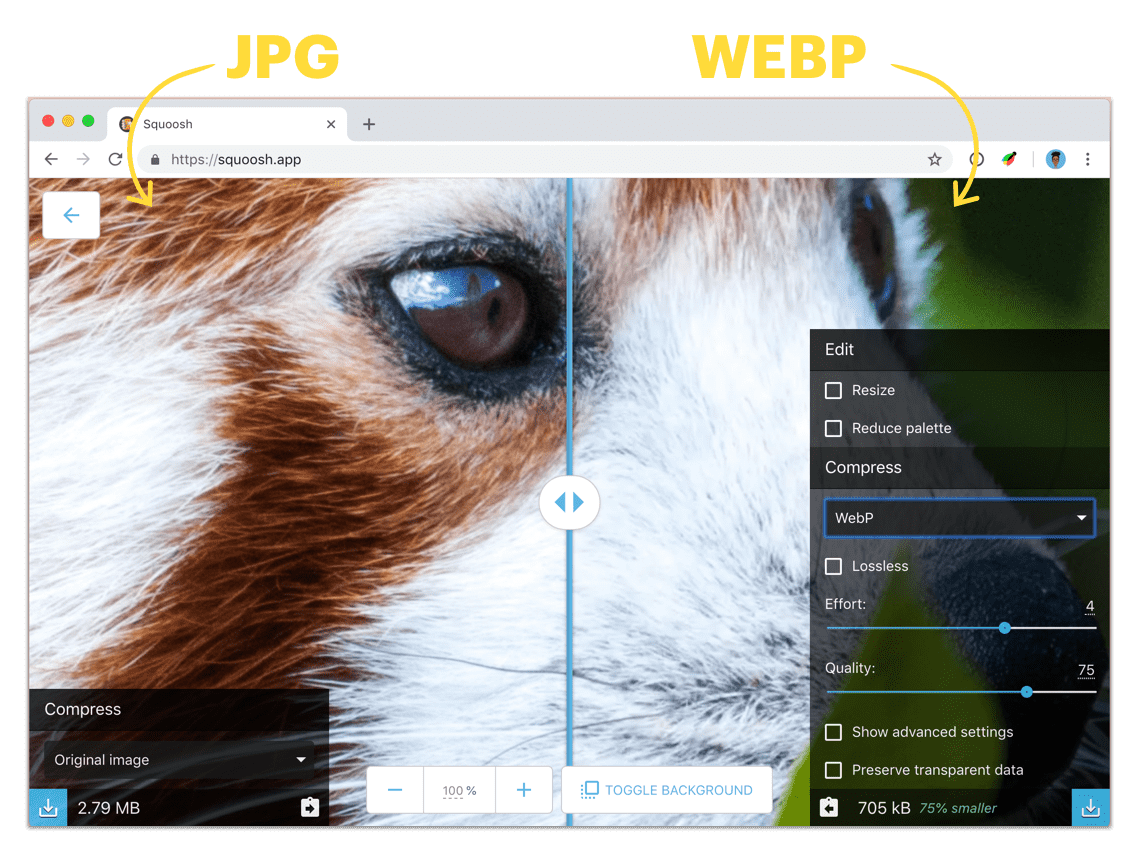 JPG
WEBP
Squoosh
https://squoosh.app
Edit
Resize
Reduce palette
Compress
WebP
Lossless
Effort:
4
Quality:
75
Show advanced settings
Preserve transparent data
705 kB 75% smaller
Compress
Original image
2.79 MB
100 %
TOGGLE BACKGROUND